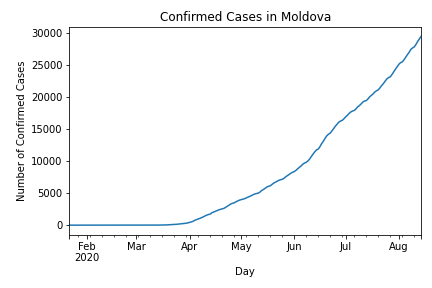 Confirmed Cases in Moldova
Number of Confirmed Cases
30000
25000
20000
15000
10000
5000
0
Feb Mar Apr May Jun Jul Aug
2020
Day